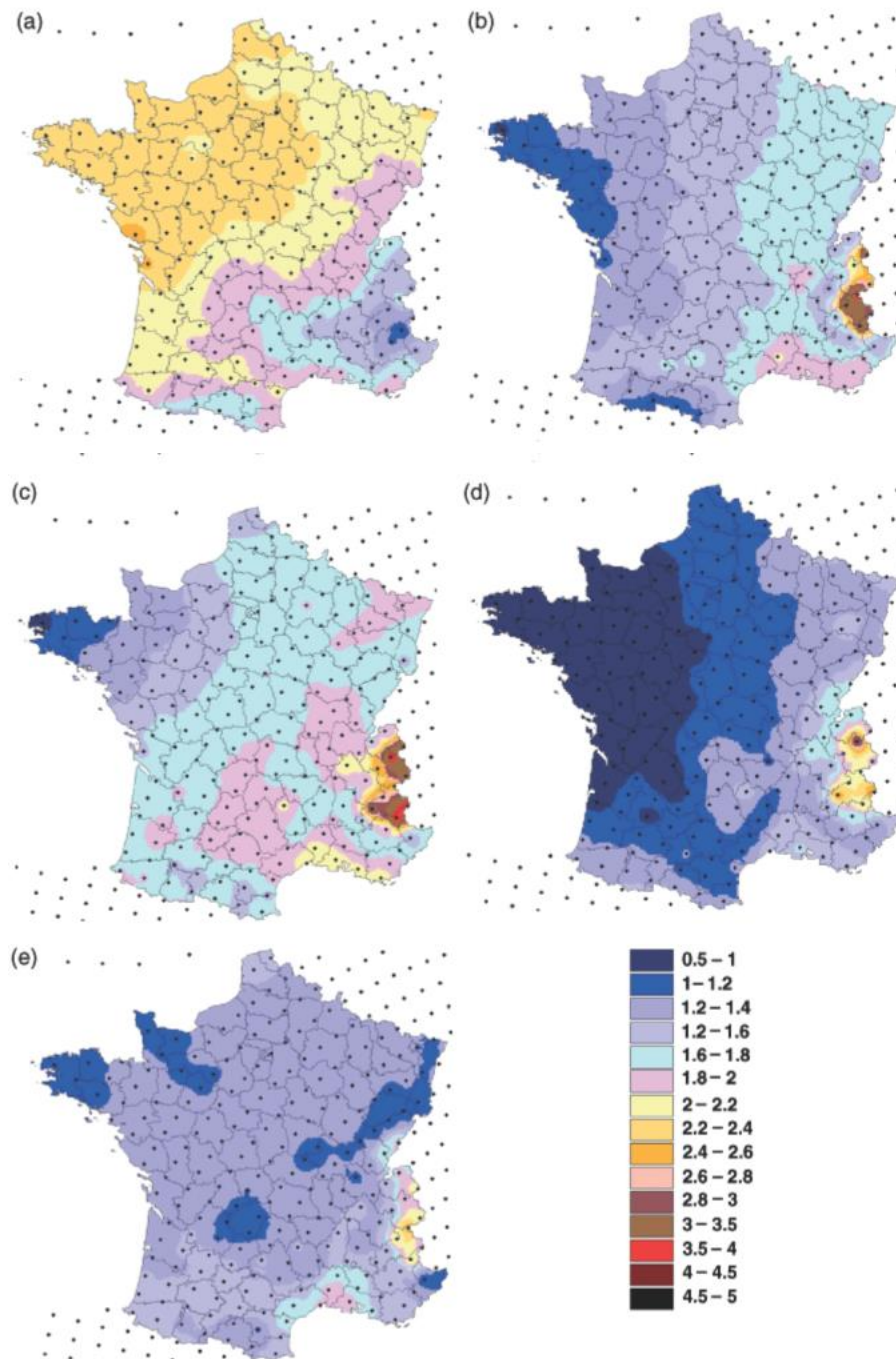 (a)
(b)
(c)
(d)
(e)
0.5 – 1
1 – 1.2
1.2 – 1.4
1.2 – 1.6
1.6 – 1.8
1.8 – 2
2 – 2.2
2.2 – 2.4
2.4 – 2.6
2.6 – 2.8
2.8 – 3
3 – 3.5
3.5 – 4
4 – 4.5
4.5 – 5